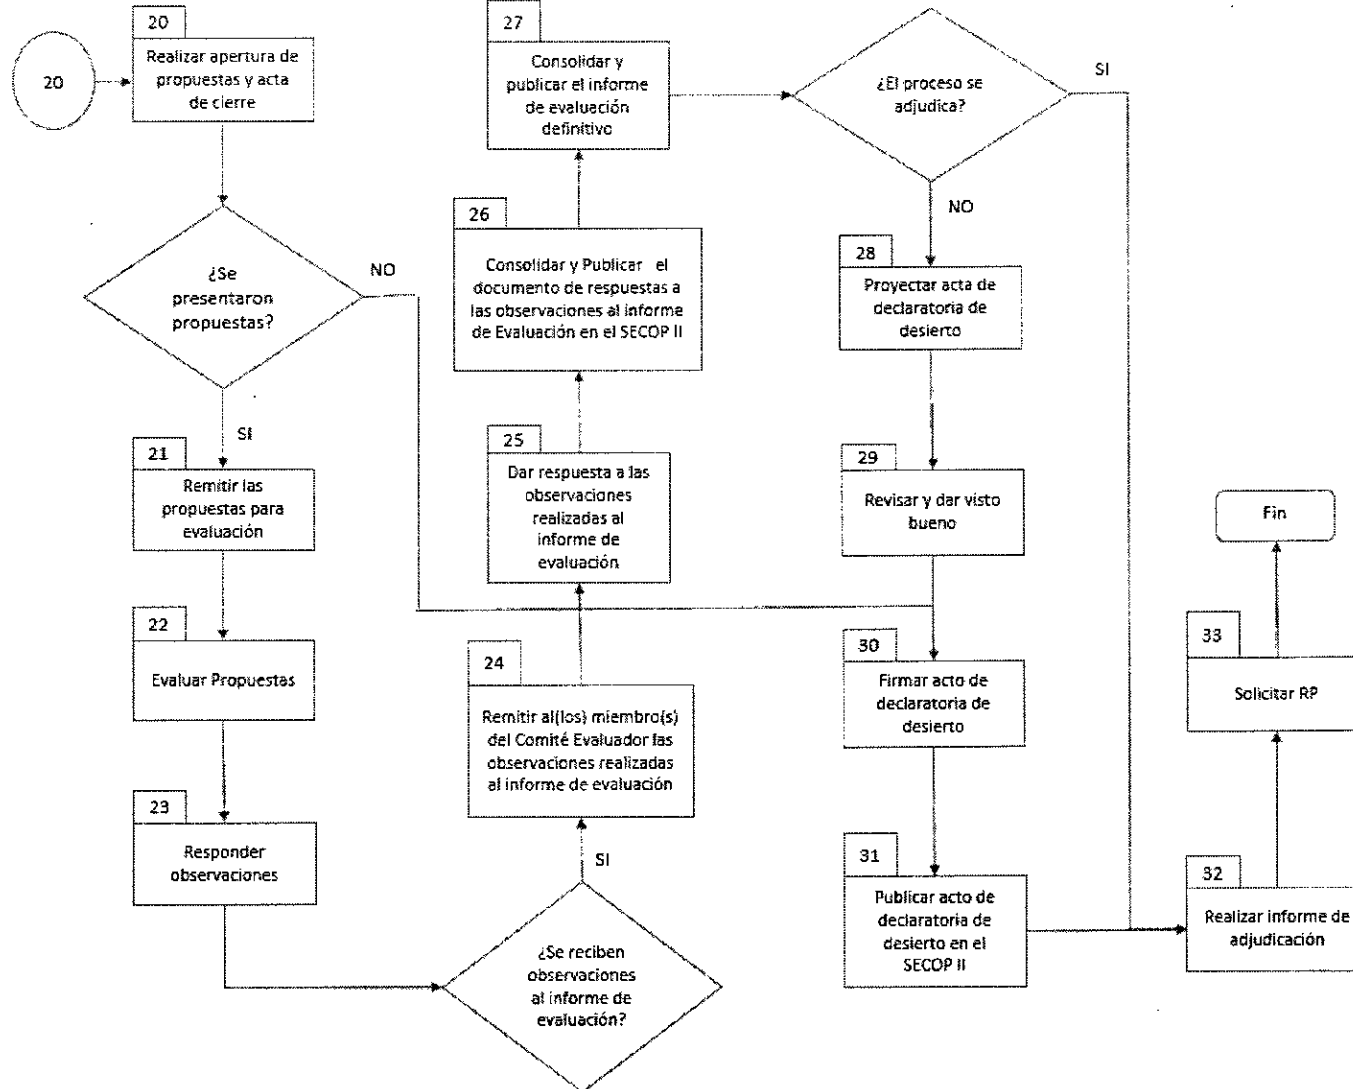 20
20
Realizar apertura de
propuestas y acta
de cierre
¿Se
presentaron
propuestas?
NO
SI
21
Remitir las
propuestas para
evaluación
22
Evaluar Propuestas
23
Responder
observaciones
¿Se reciben
observaciones
al informe de
evaluación?
SI
24
Remitir al(los) miembro(s)
del Comité Evaluador las
observaciones realizadas
al informe de evaluación
25
Dar respuesta a las
observaciones
realizadas al
informe de
evaluación
26
Consolidar y Publicar el
documento de respuestas a
las observaciones al informe
de Evaluación en el SECOP II
27
Consolidar y
publicar el informe
de evaluación
definitivo
¿El proceso se
adjudica?
SI
NO
28
Proyectar acta de
declaratoria de
desierto
29
Revisar y dar visto
bueno
30
Firmar acto de
declaratoria de
desierto
31
Publicar acto de
declaratoria de
desierto en el
SECOP II
32
Realizar informe de
adjudicación
33
Solicitar RP
Fin